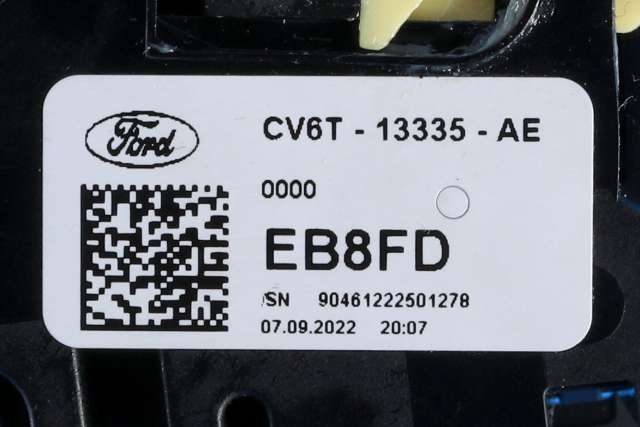 Ford
CV6T - 13335 - AE
0000
EB8FD
SN 90461222501278
07.09.2022 20:07